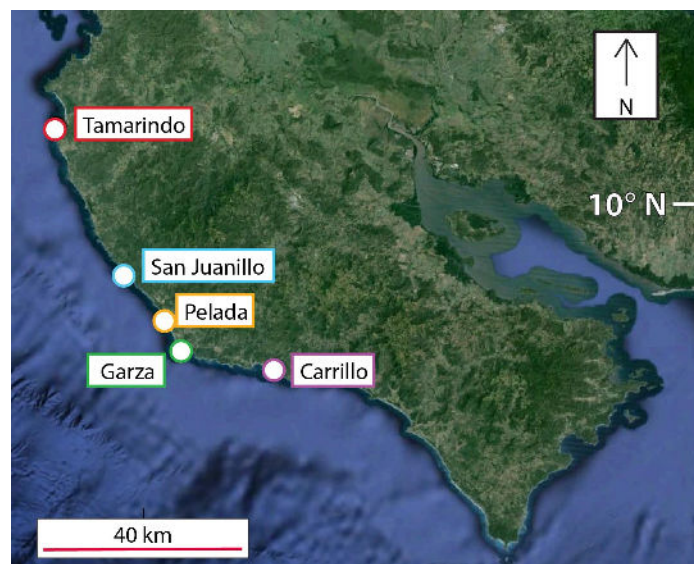 N
Tamarindo
10° N
San Juanillo
Pelada
Garza
Carrillo
40 km